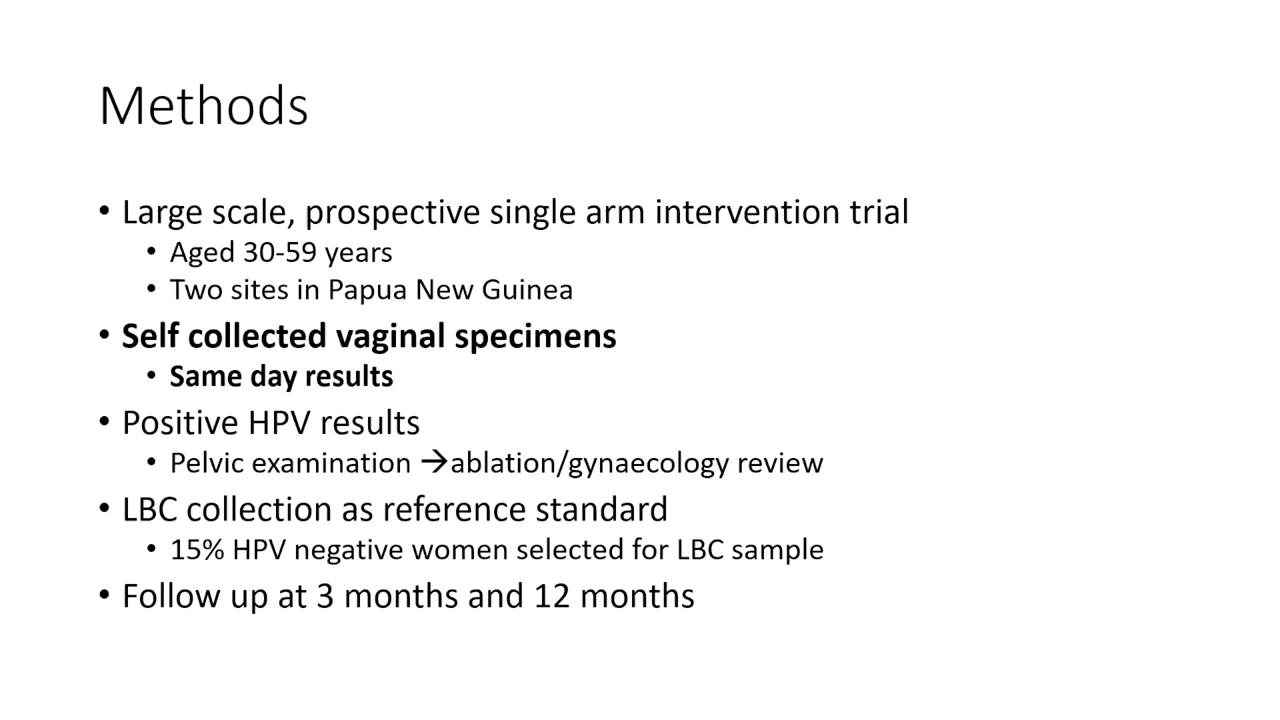 Methods
• Large scale, prospective single arm intervention trial
• Aged 30-59 years
• Two sites in Papua New Guinea
• Self collected vaginal specimens
• Same day results
• Positive HPV results
• Pelvic examination →ablation/gynaecology review
• LBC collection as reference standard
• 15% HPV negative women selected for LBC sample
• Follow up at 3 months and 12 months